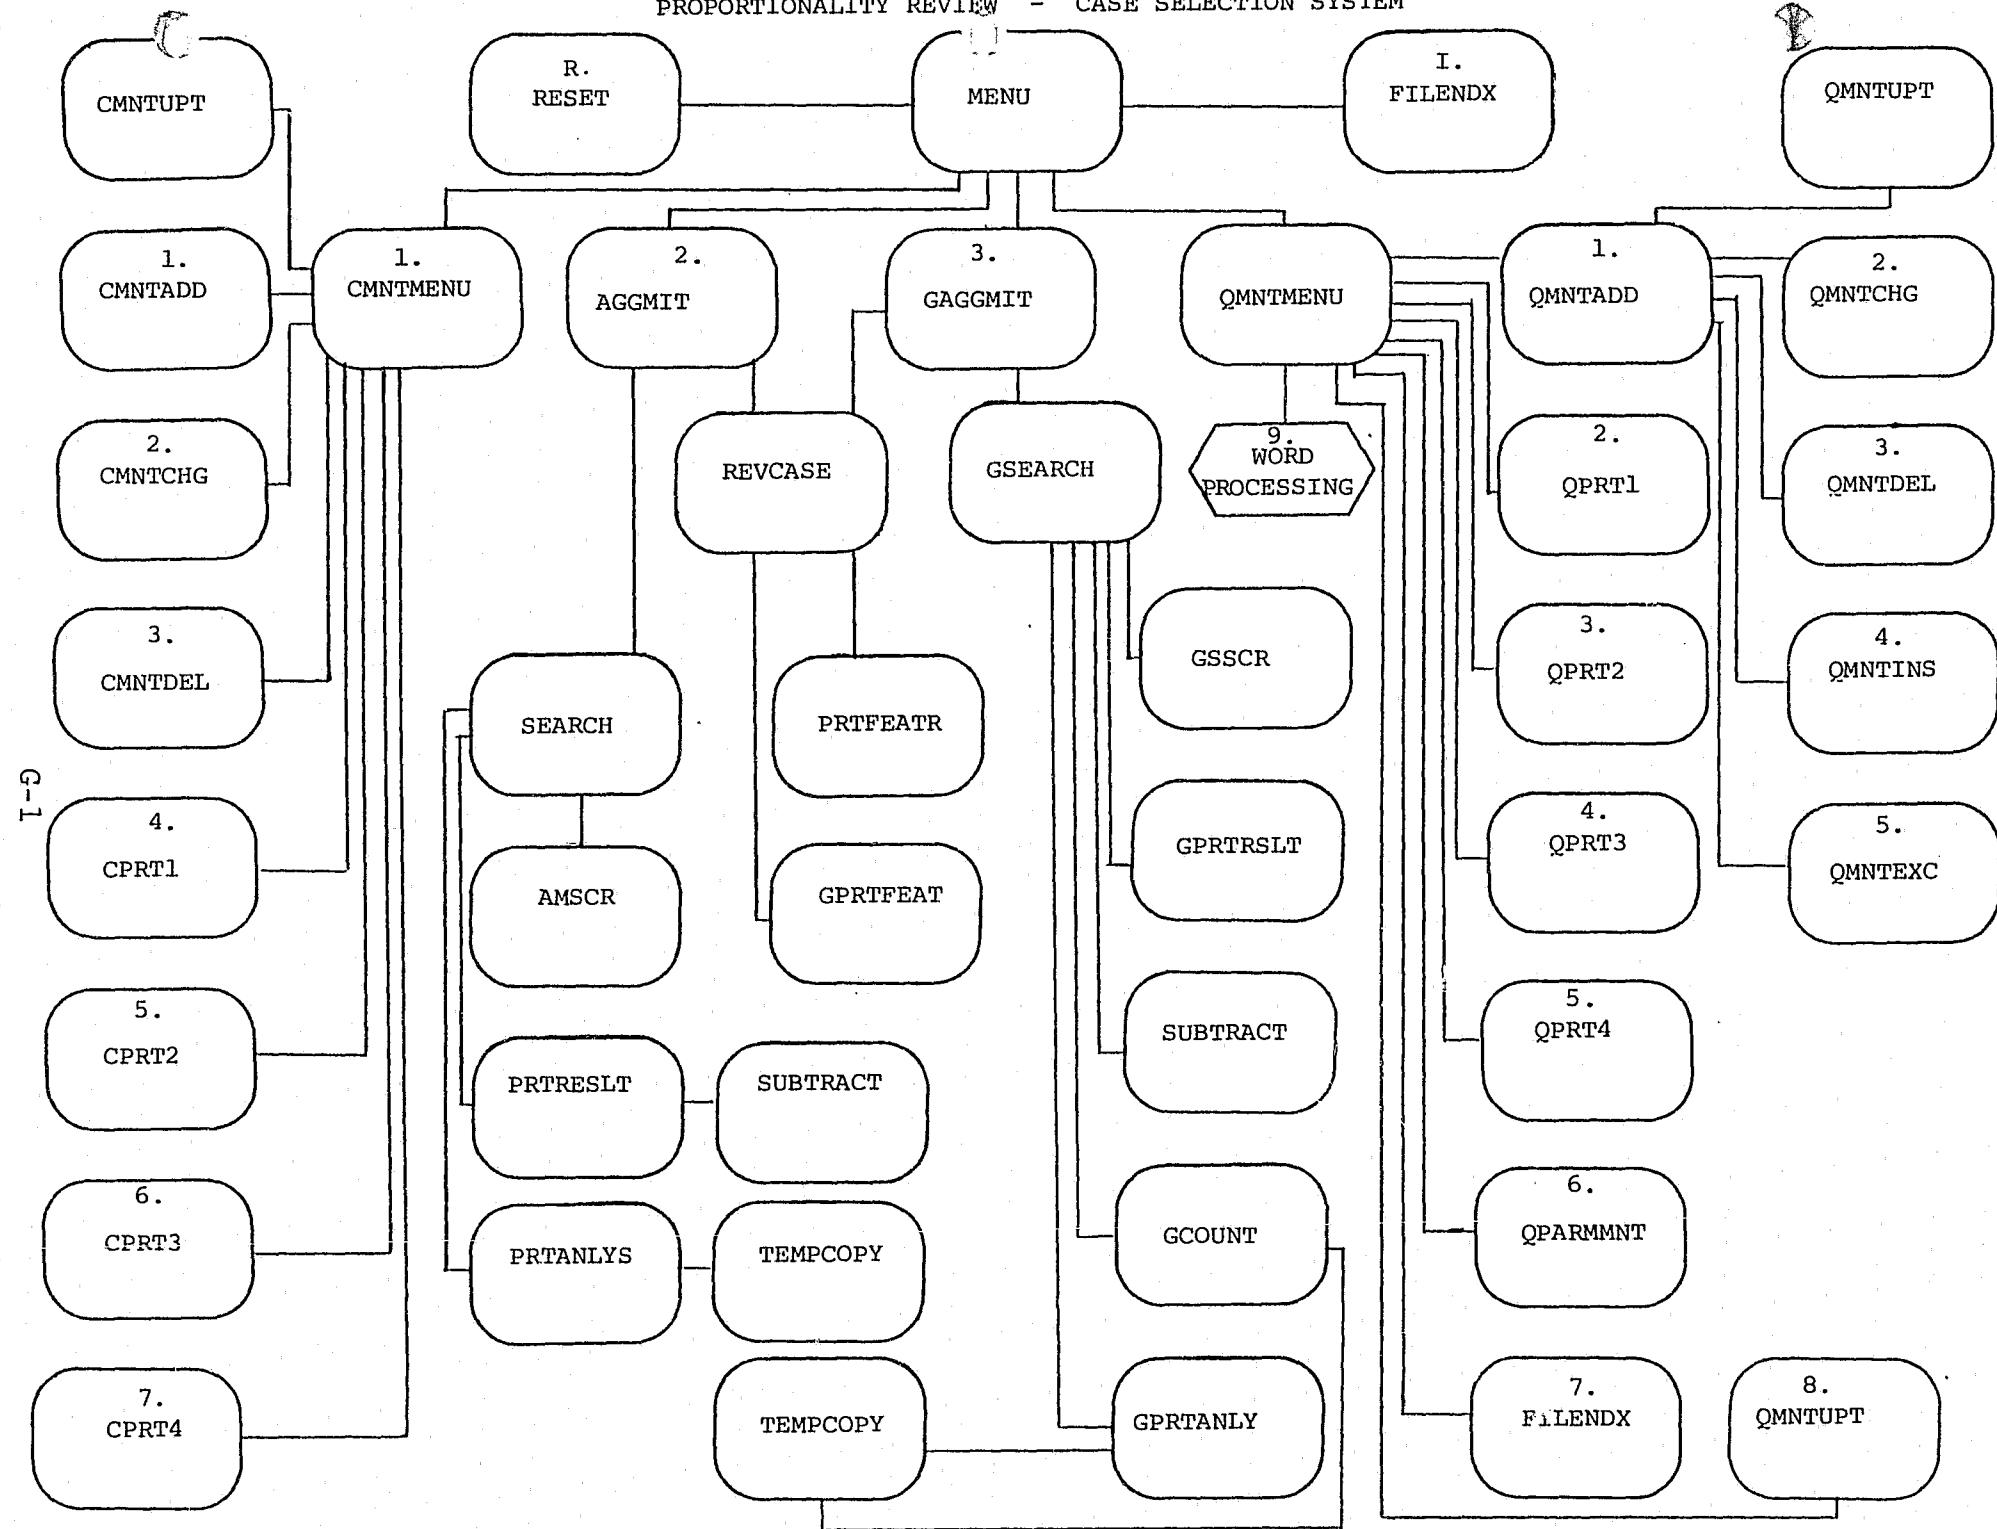 PROPORTIONALITY REVIEW - CASE SELECTION SYSTEM
CMNTUPT
R.
RESET
MENU
I.
FILENDX
QMNTUPT
1.
CMNTADD
1.
CMNTMENU
2.
AGGMIT
3.
GAGGMIT
QMNTMENU
1.
QMNTADD
2.
QMNTCHG
2.
CMNTCHG
REVCASE
GSEARCH
9.
WORD
PROCESSING
2.
QPRT1
3.
QMNTDEL
3.
CMNTDEL
SEARCH
PRTFEATR
GSSCR
3.
QPRT2
4.
QMNTINS
G-1
4.
CPRT1
AMSCR
GPRTFEAT
GPRTRSLT
4.
QPRT3
5.
QMNTEXC
5.
CPRT2
PRTRESLT
SUBTRACT
SUBTRACT
5.
QPRT4
6.
CPRT3
PRTANLYS
TEMPCOPY
GCOUNT
6.
QPARMMNT
7.
CPRT4
TEMPCOPY
GPRTANLY
7.
FILENDX
8.
QMNTUPT